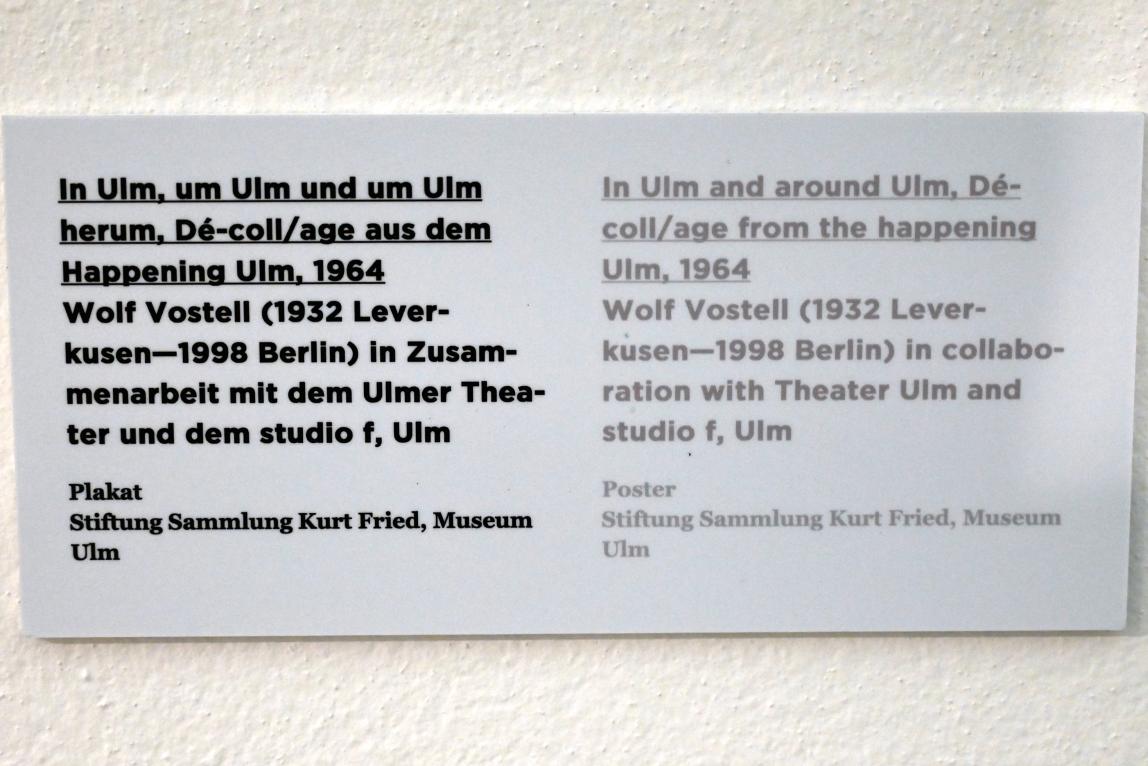 In Ulm, um Ulm und um Ulm
herum, Dé-coll/age aus dem
Happening Ulm, 1964
Wolf Vostell (1932 Lever-
kusen—1998 Berlin) in Zusam-
menarbeit mit dem Ulmer Thea-
ter und dem studio f, Ulm
Plakat
Stiftung Sammlung Kurt Fried, Museum
Ulm
In Ulm and around Ulm, Dé-
coll/age from the happening
Ulm, 1964
Wolf Vostell (1932 Lever-
kusen—1998 Berlin) in collabo-
ration with Theater Ulm and
studio f, Ulm
Poster
Stiftung Sammlung Kurt Fried, Museum
Ulm